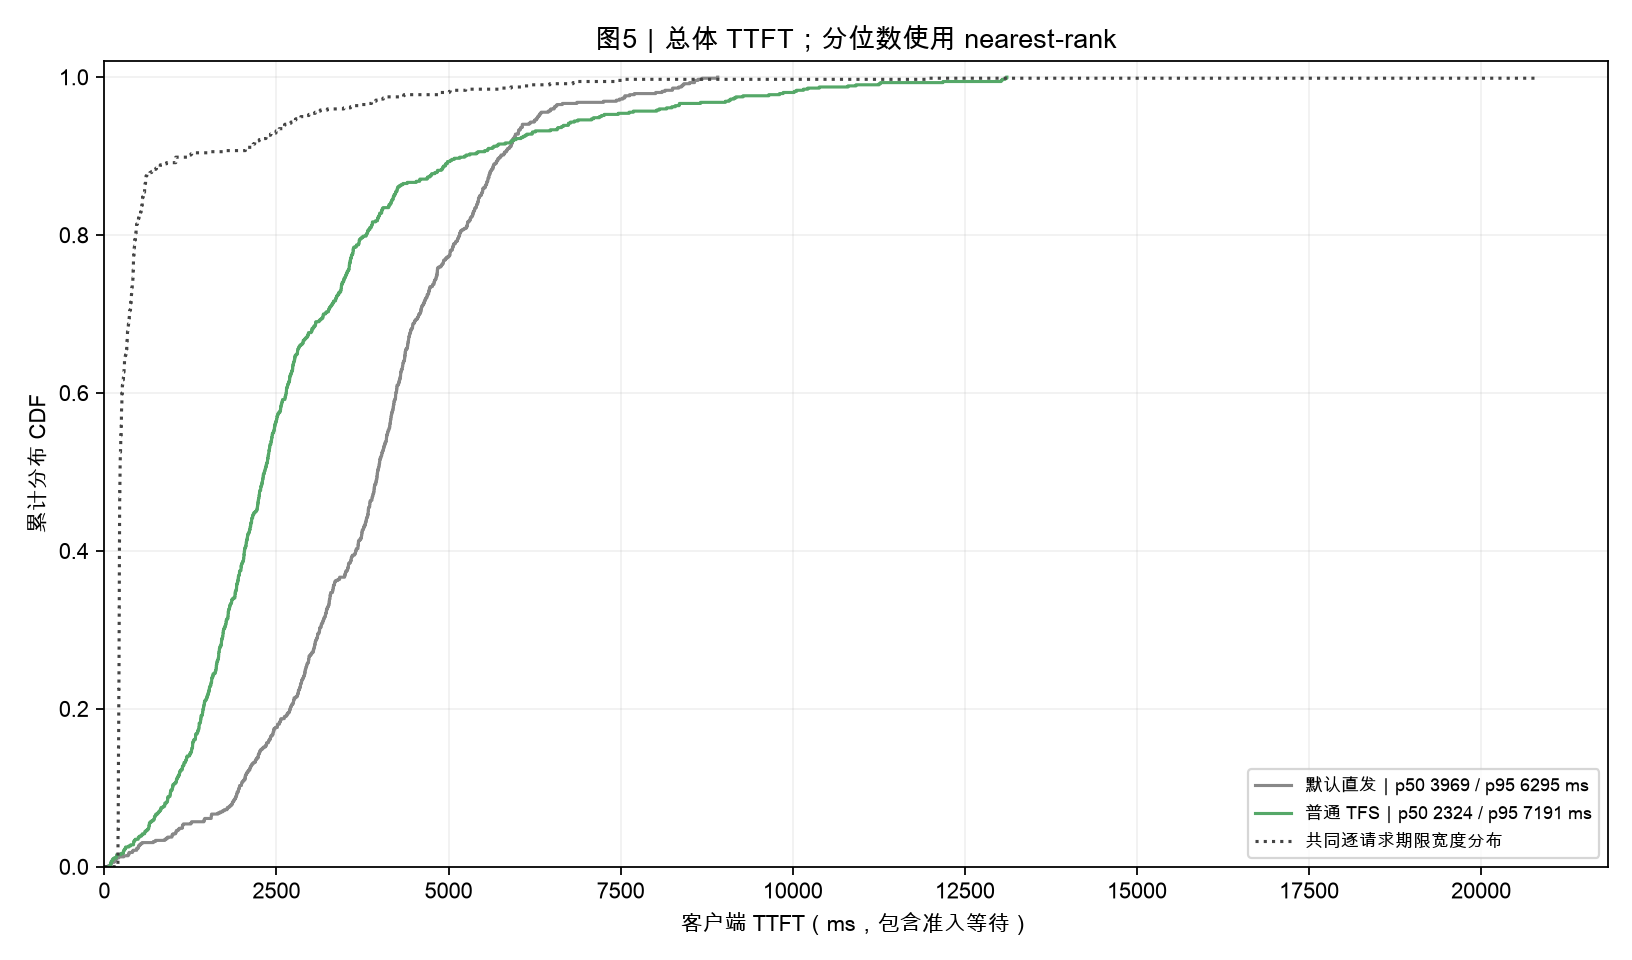 图5｜总体 TTFT；分位数使用 nearest-rank
累计分布 CDF
1.0
0.8
0.6
0.4
0.2
0.0
0
2500
5000
7500
10000
12500
15000
17500
20000
客户端 TTFT（ms，包含准入等待）
默认直发｜p50 3969 / p95 6295 ms
普通 TFS｜p50 2324 / p95 7191 ms
共同逐请求期限宽度分布